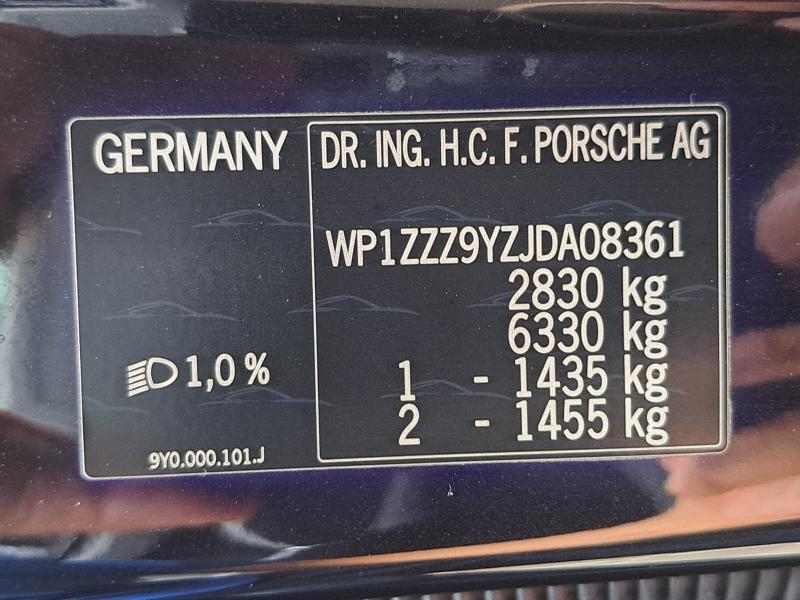 GERMANY
DR. ING. H.C. F. PORSCHE AG
WP1ZZZ9YZJDA08361
2830 kg
6330 kg
1 - 1435 kg
2 - 1455 kg
1,0 %
9Y0.000.101.J